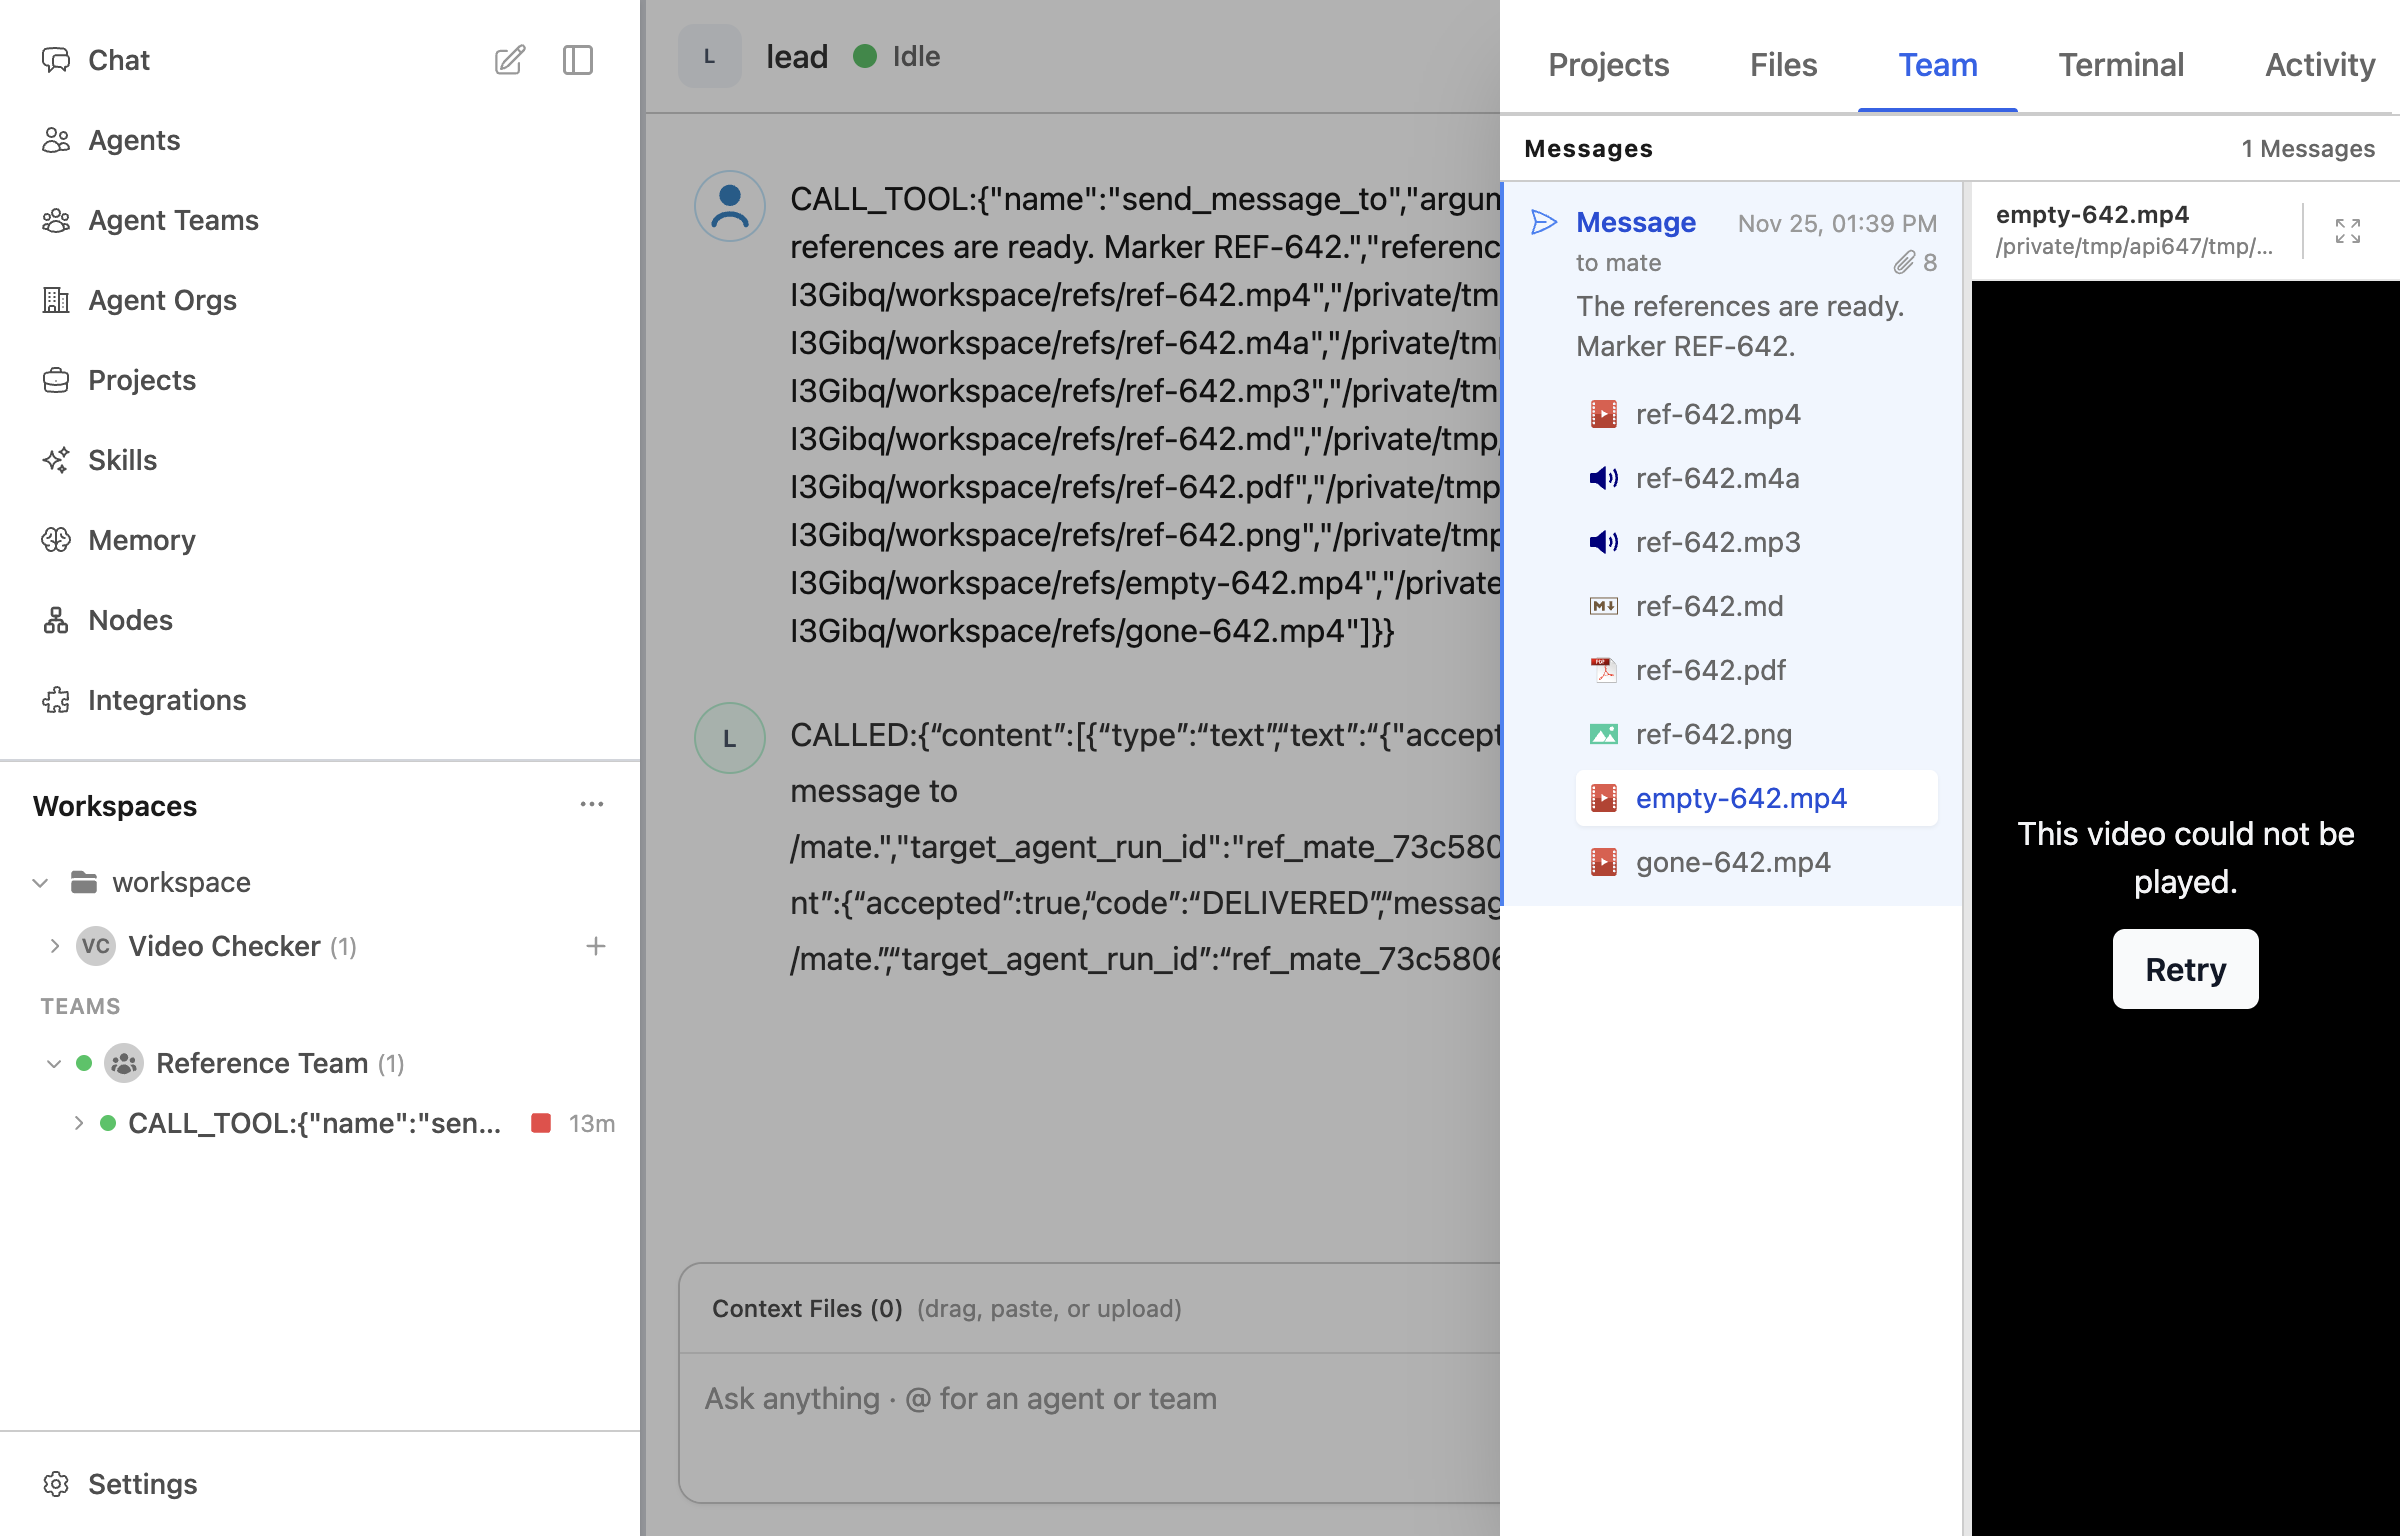 Chat
Agents
Agent Teams
Agent Orgs
Projects
Skills
Memory
Nodes
Integrations
Workspaces
workspace
VC Video Checker (1)
TEAMS
Reference Team (1)
CALL_TOOL:{"name":"sen... 13m
Settings
L lead Idle
CALL_TOOL:{"name":"send_message_to","argum
references are ready. Marker REF-642.","referenc
I3Gibq/workspace/refs/ref-642.mp4","/private/tm
I3Gibq/workspace/refs/ref-642.m4a","/private/tmp
I3Gibq/workspace/refs/ref-642.mp3","/private/tm
I3Gibq/workspace/refs/ref-642.md","/private/tmp/
I3Gibq/workspace/refs/ref-642.pdf","/private/tmp
I3Gibq/workspace/refs/ref-642.png","/private/tmp
I3Gibq/workspace/refs/empty-642.mp4","/private
I3Gibq/workspace/refs/gone-642.mp4"]}}
L
CALLED:{“content”:[{“type”:“text”,“text”:“{"accept
message to
/mate.","target_agent_run_id":"ref_mate_73c580
nt”:{“accepted”:true,“code”:“DELIVERED”,“messag
/mate.”,“target_agent_run_id”:“ref_mate_73c5806
Context Files (0) (drag, paste, or upload)
Ask anything · @ for an agent or team
Projects Files Team Terminal Activity
Messages 1 Messages
Message Nov 25, 01:39 PM
to mate 8
The references are ready.
Marker REF-642.
ref-642.mp4
ref-642.m4a
ref-642.mp3
ref-642.md
ref-642.pdf
ref-642.png
empty-642.mp4
gone-642.mp4
empty-642.mp4
/private/tmp/api647/tmp/...
This video could not be
played.
Retry